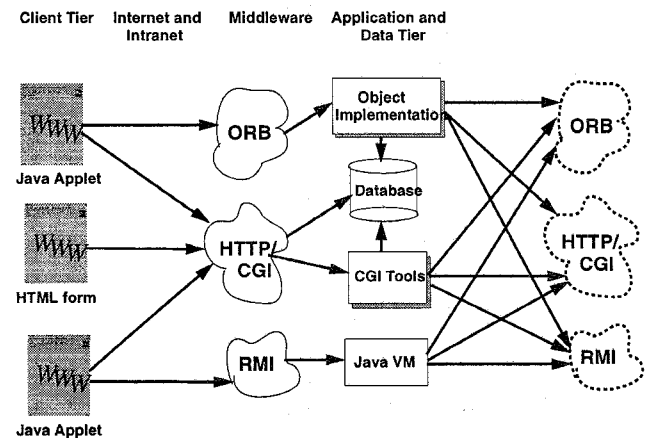 Client Tier
Internet and
Intranet
Middleware
Application and
Data Tier
WWW
Java Applet
ORB
Object
Implementatio
ORB
Database
WWW
HTML form
HTTP/
CGI
CGI Tools
HTTP/
CGI
WWW
Java Applet
RMI
Java VM
RMI